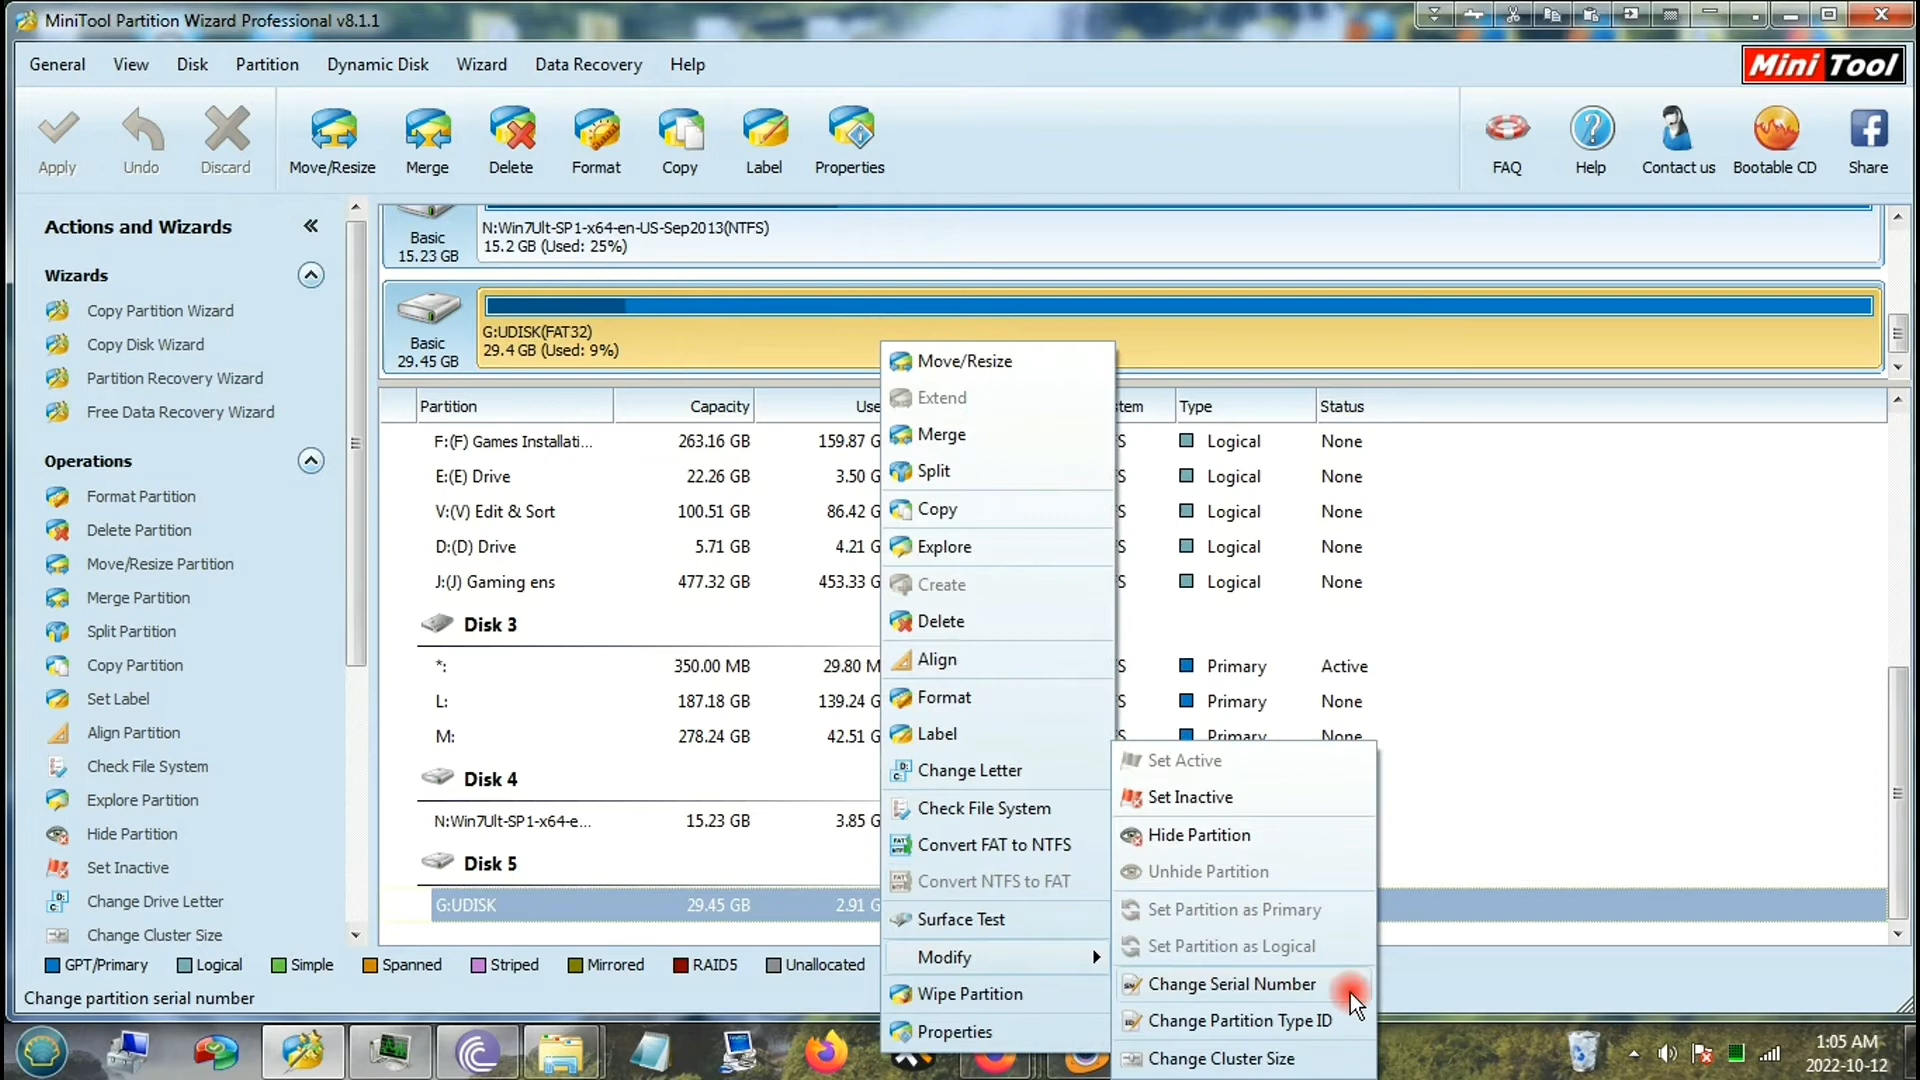 MiniTool Partition Wizard Professional v8.1.1
General View Disk Partition Dynamic Disk Wizard Data Recovery Help
Mini Tool
Apply Undo Discard Move/Resize Merge Delete Format Copy Label Properties FAQ Help Contact us Bootable CD Share
Actions and Wizards
Wizards
Copy Partition Wizard
Copy Disk Wizard
Partition Recovery Wizard
Free Data Recovery Wizard
Operations
Format Partition
Delete Partition
Move/Resize Partition
Merge Partition
Split Partition
Copy Partition
Set Label
Align Partition
Check File System
Explore Partition
Hide Partition
Set Inactive
Change Drive Letter
Change Cluster Size
Basic
15.23 GB
N:Win7Ult-SP1-x64-en-US-Sep2013(NTFS)
15.2 GB (Used: 25%)
Basic
29.45 GB
G:UDISK(FAT32)
29.4 GB (Used: 9%)
Partition Capacity Use tem Type Status
F:(F) Games Installati... 263.16 GB 159.87 G S Logical None
E:(E) Drive 22.26 GB 3.50 G S Logical None
V:(V) Edit & Sort 100.51 GB 86.42 G S Logical None
D:(D) Drive 5.71 GB 4.21 G S Logical None
J:(J) Gaming ens 477.32 GB 453.33 G S Logical None
Disk 3
*: 350.00 MB 29.80 M S Primary Active
L: 187.18 GB 139.24 G S Primary None
M: 278.24 GB 42.51 G S Primary None
Disk 4
N:Win7Ult-SP1-x64-e... 15.23 GB 3.85 G
Disk 5
G:UDISK 29.45 GB 2.91 G
Move/Resize
Extend
Merge
Split
Copy
Explore
Create
Delete
Align
Format
Label
Change Letter
Check File System
Convert FAT to NTFS
Convert NTFS to FAT
Surface Test
Modify
Wipe Partition
Properties
Set Active
Set Inactive
Hide Partition
Unhide Partition
Set Partition as Primary
Set Partition as Logical
Change Serial Number
Change Partition Type ID
Change Cluster Size
GPT/Primary Logical Simple Spanned Striped Mirrored RAID5 Unallocated
Change partition serial number
1:05 AM
2022-10-12